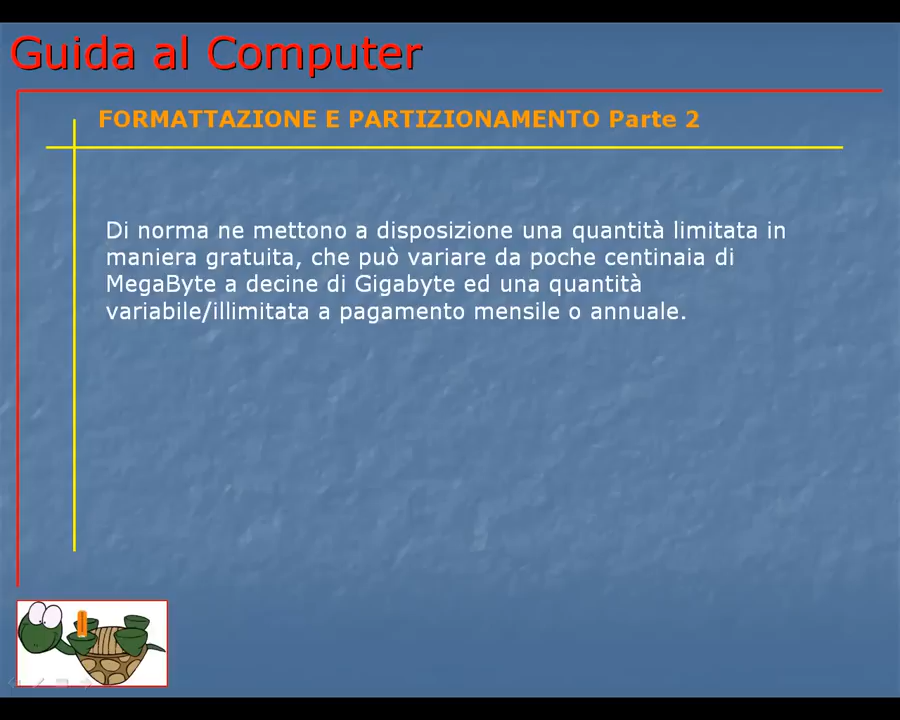 Guida al Computer
FORMATTAZIONE E PARTIZIONAMENTO Parte 2
Di norma ne mettono a disposizione una quantità limitata in
maniera gratuita, che può variare da poche centinaia di
MegaByte a decine di Gigabyte ed una quantità
variabile/illimitata a pagamento mensile o annuale.